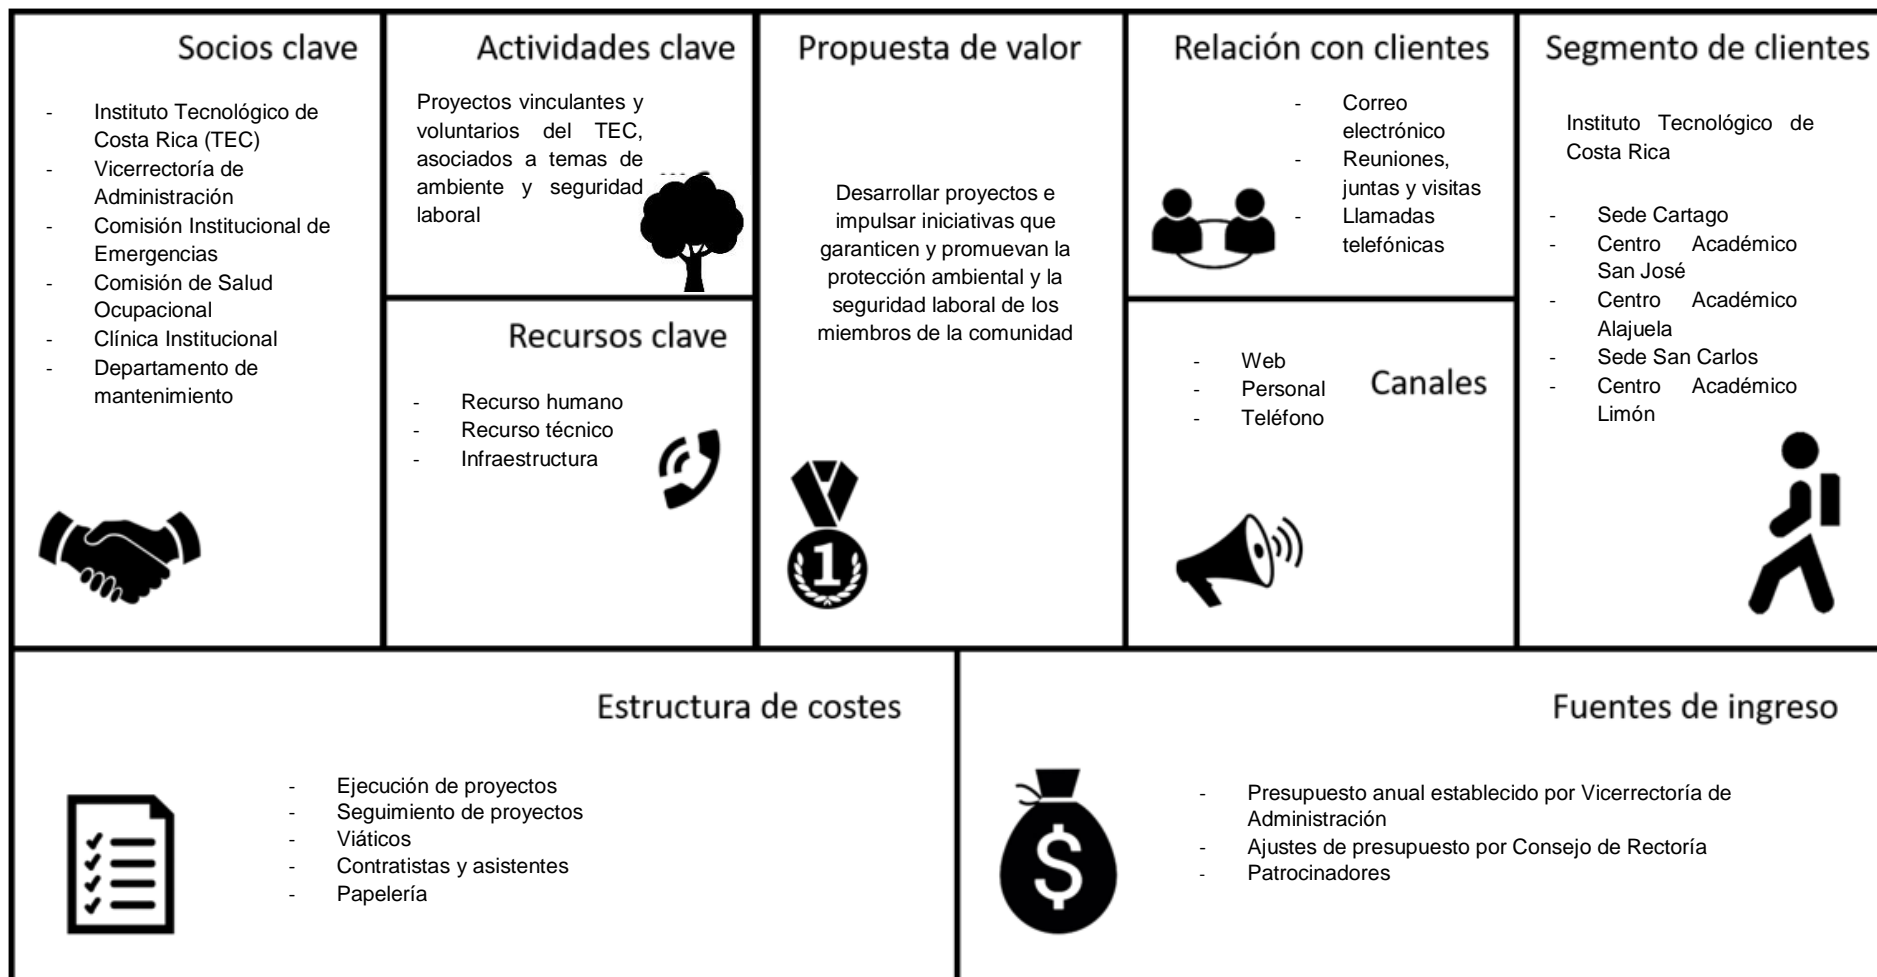 Socios clave
- Instituto Tecnológico de
Costa Rica (TEC)
- Vicerrectoría de
Administración
- Comisión Institucional de
Emergencias
- Comisión de Salud
Ocupacional
- Clínica Institucional
- Departamento de
mantenimiento
Actividades clave
Proyectos vinculantes y
voluntarios del TEC,
asociados a temas de
ambiente y seguridad
laboral
Recursos clave
- Recurso humano
- Recurso técnico
- Infraestructura
Propuesta de valor
Desarrollar proyectos e
impulsar iniciativas que
garanticen y promuevan la
protección ambiental y la
seguridad laboral de los
miembros de la comunidad
1
Relación con clientes
- Correo
electrónico
- Reuniones,
juntas y visitas
- Llamadas
telefónicas
Canales
- Web
- Personal
- Teléfono
Segmento de clientes
Instituto Tecnológico de
Costa Rica
- Sede Cartago
- Centro Académico
San José
- Centro Académico
Alajuela
- Sede San Carlos
- Centro Académico
Limón
Estructura de costes
- Ejecución de proyectos
- Seguimiento de proyectos
- Viáticos
- Contratistas y asistentes
- Papelería
Fuentes de ingreso
$
- Presupuesto anual establecido por Vicerrectoría de
Administración
- Ajustes de presupuesto por Consejo de Rectoría
- Patrocinadores